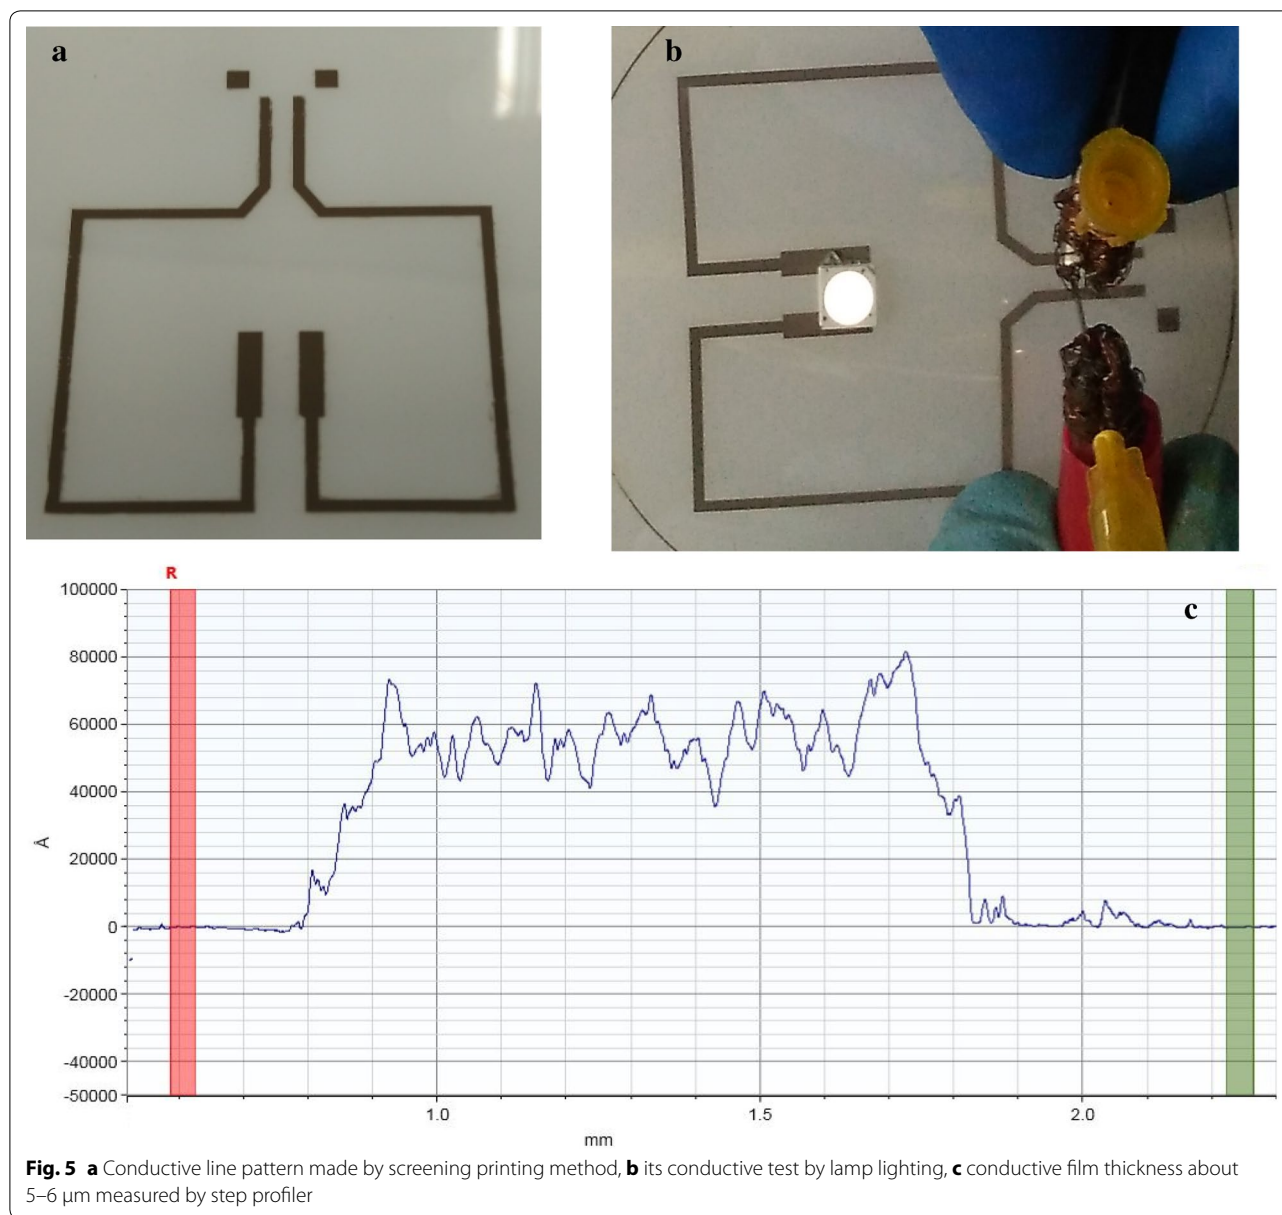 a
b
R
c
100000
80000
60000
40000
20000
0
-20000
-40000
-50000
Å
1.0 1.5 2.0
mm
Fig. 5 a Conductive line pattern made by screening printing method, b its conductive test by lamp lighting, c conductive film thickness about
5–6 µm measured by step profiler